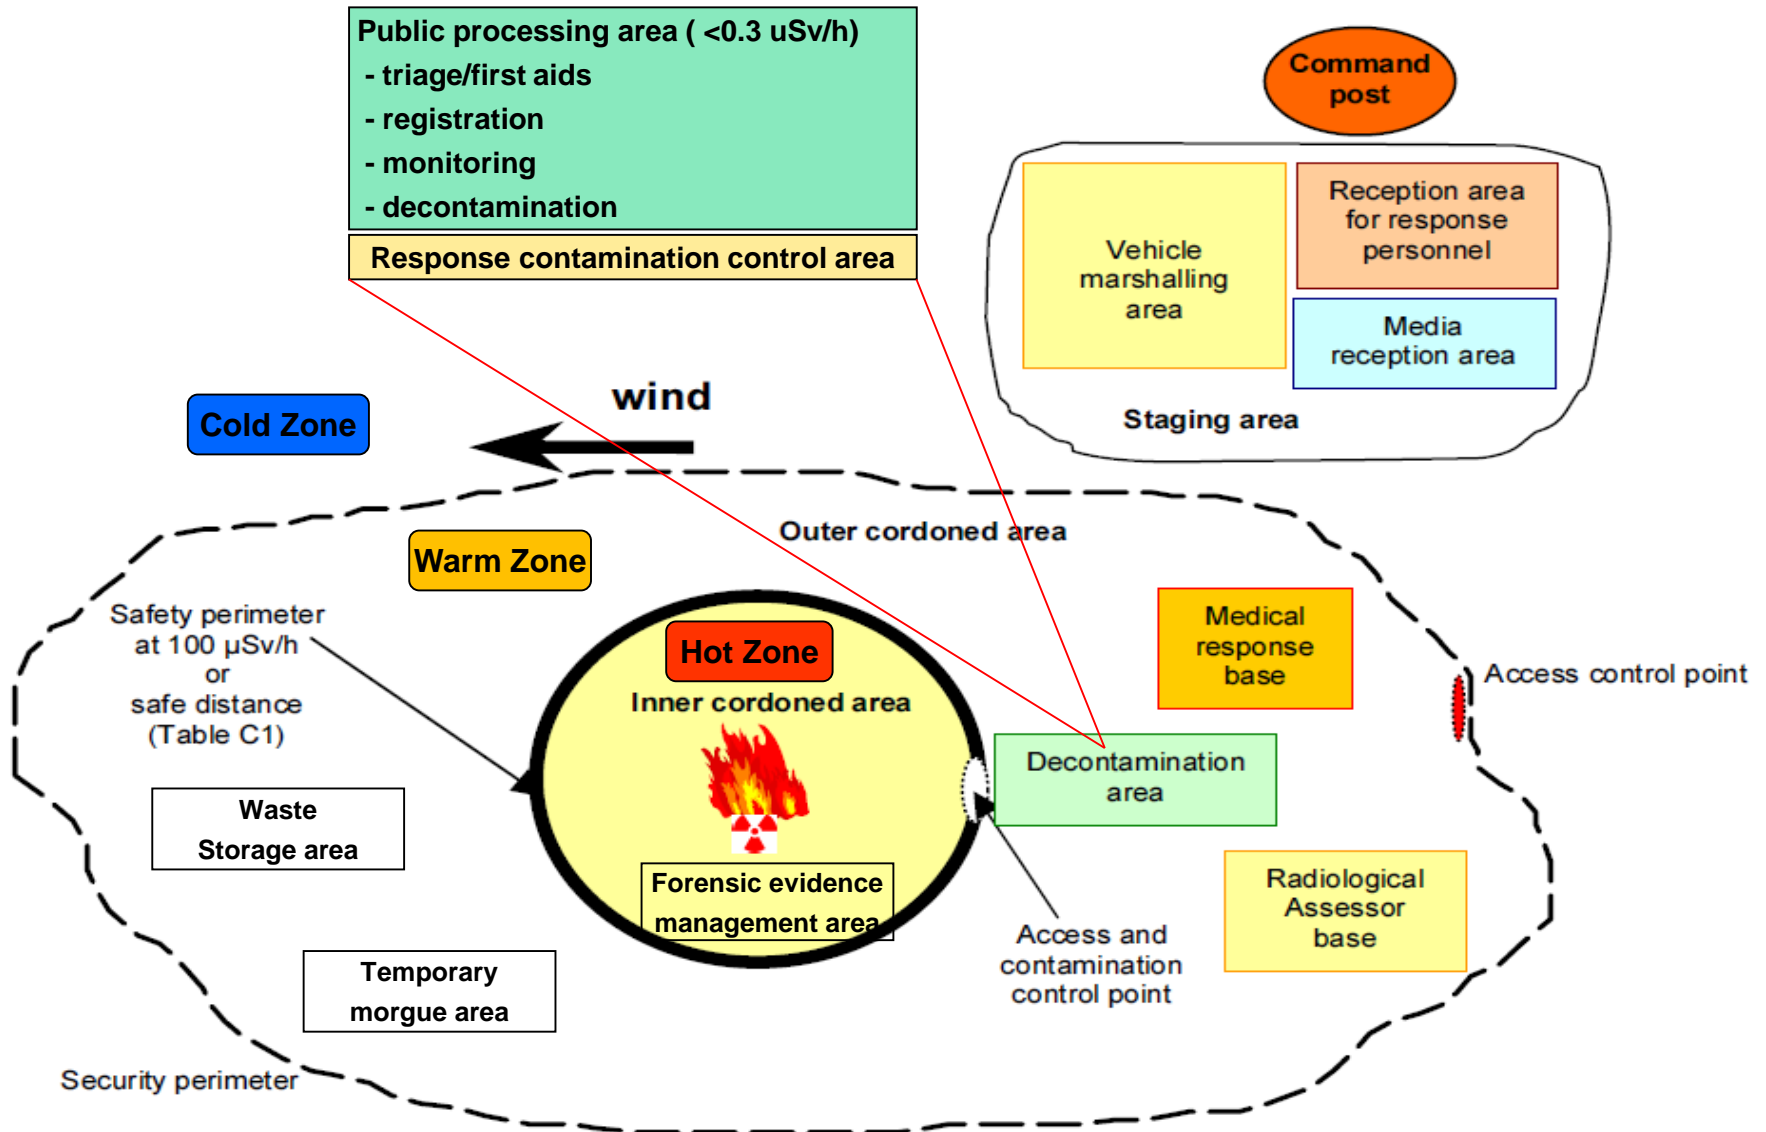 Public processing area ( <0.3 uSv/h)
- triage/first aids
- registration
- monitoring
- decontamination
Response contamination control area
Command
post
Vehicle
marshalling
area
Reception area
for response
personnel
Media
reception area
Staging area
wind
Cold Zone
Outer cordoned area
Warm Zone
Safety perimeter
at 100 µSv/h
or
safe distance
(Table C1)
Hot Zone
Inner cordoned area
Medical
response
base
Access control point
Decontamination
area
Waste
Storage area
Forensic evidence
management area
Radiological
Assessor
base
Access and
contamination
control point
Temporary
morgue area
Security perimeter